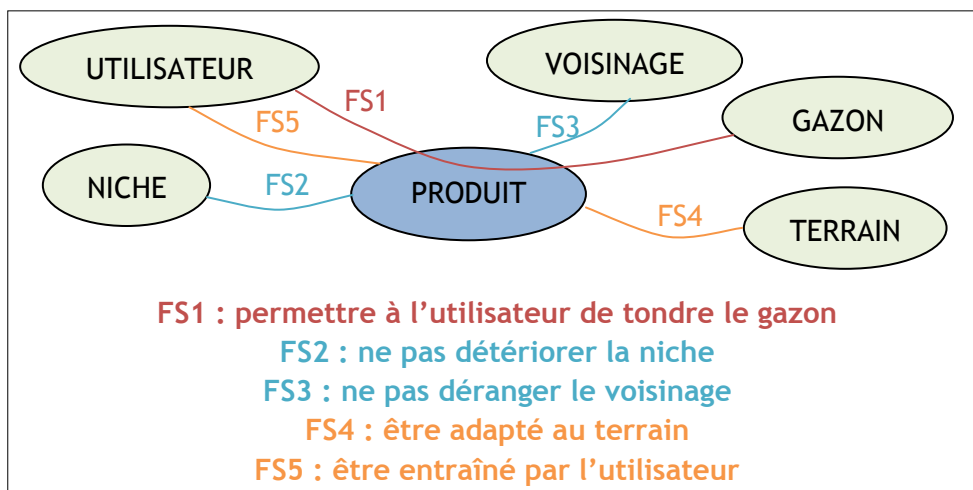 UTILISATEUR
VOISINAGE
FS1
FS5
FS3
GAZON
NICHE
FS2
PRODUIT
FS4
TERRAIN
FS1 : permettre à l’utilisateur de tondre le gazon
FS2 : ne pas détériorer la niche
FS3 : ne pas déranger le voisinage
FS4 : être adapté au terrain
FS5 : être entraîné par l’utilisateur